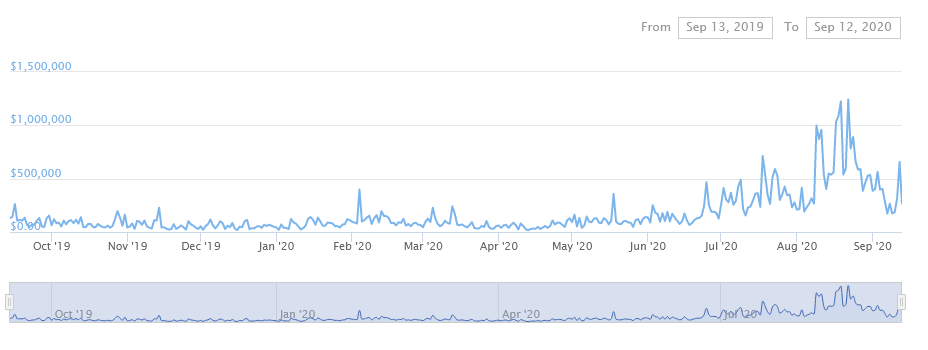 From Sep 13, 2019 To Sep 12, 2020
$1,500,000
$1,000,000
$500,000
$0.000
Oct '19 Nov '19 Dec '19 Jan '20 Feb '20 Mar '20 Apr '20 May '20 Jun '20 Jul '20 Aug '20 Sep '20
Oct '19 Jan '20 Apr '20 Jul '20